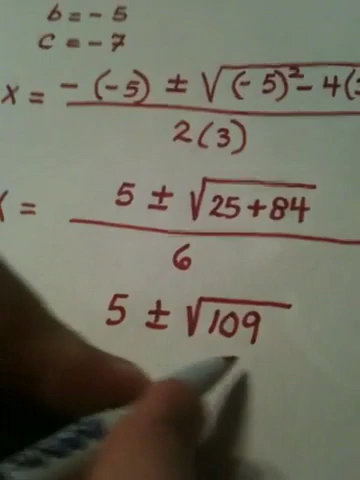 b = - 5
c = - 7
x = - (-5) ± √(- 5)² - 4(
2(3)
= 5 ± √25+84
6
5 ± √109